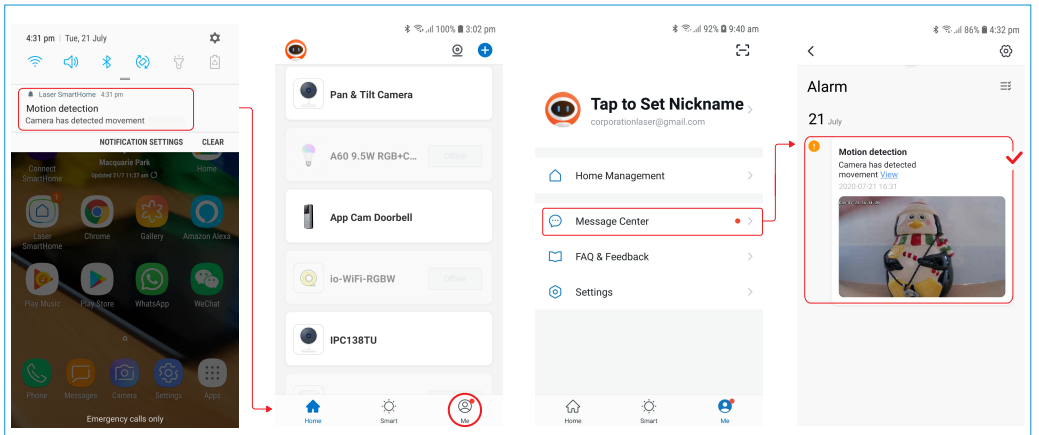 4:31 pm | Tue, 21 July
Laser SmartHome 4:31 pm
Motion detection
Camera has detected movement
NOTIFICATION SETTINGS CLEAR
Macquarie Park
Updated 21/7 11:37 am
Connect
SmartHome
Home
Laser
SmartHome
Chrome
Gallery
Amazon Alexa
Play Music
Play Store
WhatsApp
WeChat
Phone
Messages
Camera
Settings
Apps
Emergency calls only
100% 3:02 pm
Pan & Tilt Camera
A60 9.5W RGB+C...
Offline
App Cam Doorbell
io-WiFi-RGBW
Offline
IPC138TU
Home
Smart
Me
92% 9:40 am
Tap to Set Nickname
corporationlaser@gmail.com
Home Management
Message Center
FAQ & Feedback
Settings
Home
Smart
Me
86% 4:32 pm
Alarm
21 July
Motion detection
Camera has detected
movement View
2020-07-21 16:31